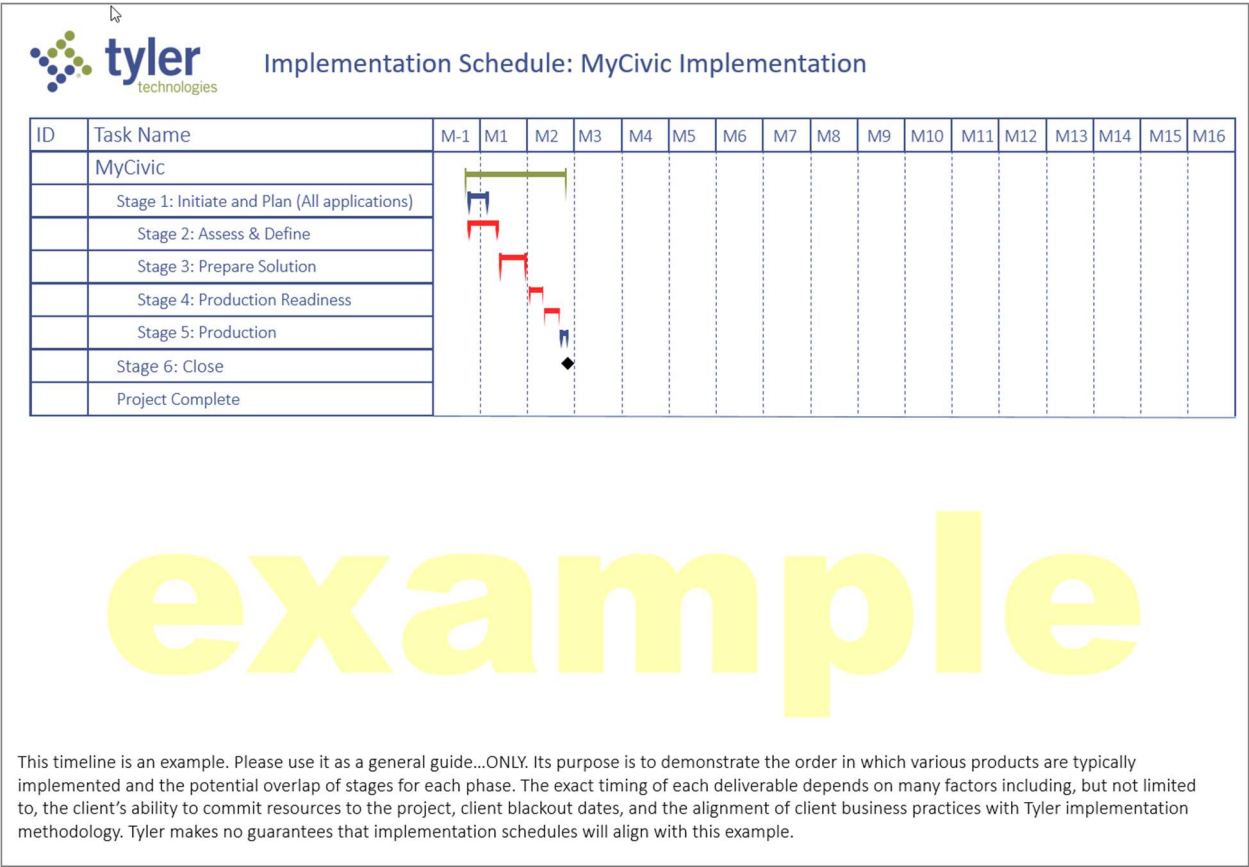 tyler
technologies
Implementation Schedule: MyCivic Implementation
ID Task Name M-1 M1 M2 M3 M4 M5 M6 M7 M8 M9 M10 M11 M12 M13 M14 M15 M16
MyCivic
Stage 1: Initiate and Plan (All applications)
Stage 2: Assess & Define
Stage 3: Prepare Solution
Stage 4: Production Readiness
Stage 5: Production
Stage 6: Close
Project Complete
example
This timeline is an example. Please use it as a general guide...ONLY. Its purpose is to demonstrate the order in which various products are typically
implemented and the potential overlap of stages for each phase. The exact timing of each deliverable depends on many factors including, but not limited
to, the client’s ability to commit resources to the project, client blackout dates, and the alignment of client business practices with Tyler implementation
methodology. Tyler makes no guarantees that implementation schedules will align with this example.